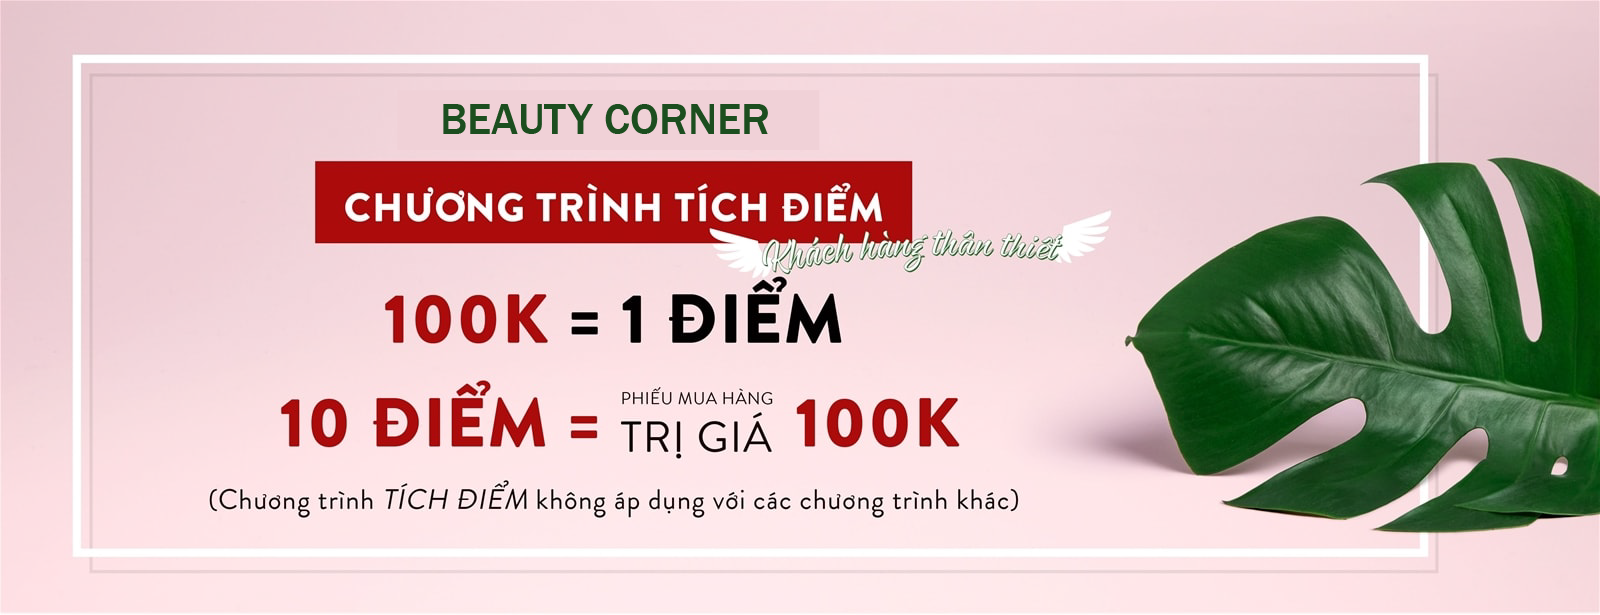 BEAUTY CORNER
CHƯƠNG TRÌNH TÍCH ĐIỂM
Khách hàng thân thiết
100K = 1 ĐIỂM
10 ĐIỂM = PHIẾU MUA HÀNG TRỊ GIÁ 100K
(Chương trình TÍCH ĐIỂM không áp dụng với các chương trình khác)